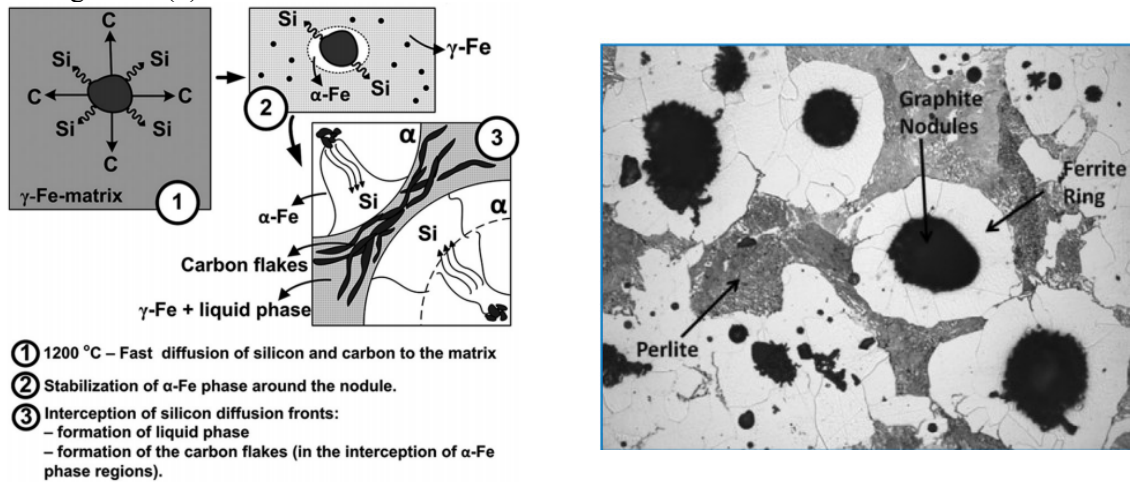 C
Si
Si
C
C
Si
Si
C
γ-Fe-matrix
1
Si
γ-Fe
α-Fe
Si
2
α
3
Si
α-Fe
α
Si
Carbon flakes
γ-Fe + liquid phase
1 1200 °C – Fast diffusion of silicon and carbon to the matrix
2 Stabilization of α-Fe phase around the nodule.
3 Interception of silicon diffusion fronts:
– formation of liquid phase
– formation of the carbon flakes (in the interception of α-Fe
phase regions).
Graphite
Nodules
Ferrite
Ring
Perlite